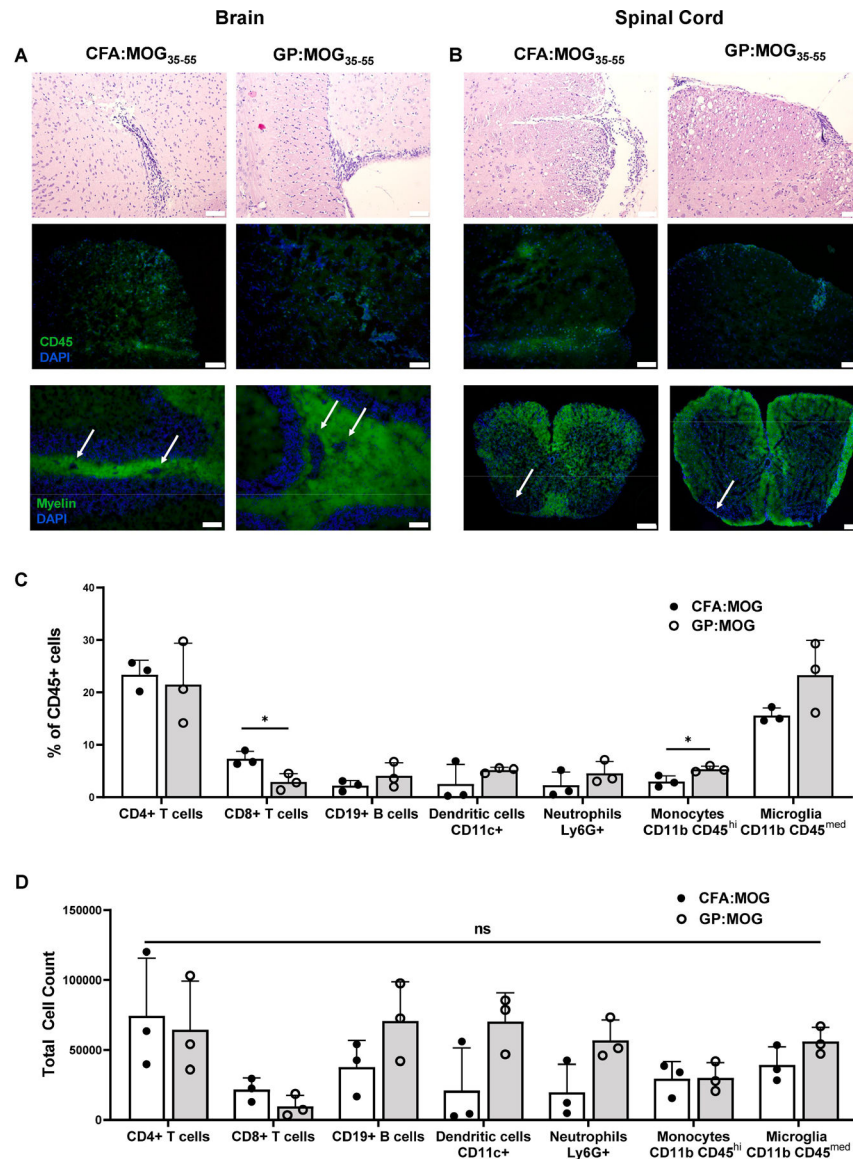 Brain
Spinal Cord
A
CFA:MOG35-55
GP:MOG35-55
B
CFA:MOG35-55
GP:MOG35-55
CD45
DAPI
Myelin
DAPI
C
% of CD45+ cells
40
30
20
10
0
CFA:MOG
GP:MOG
*
*
CD4+ T cells
CD8+ T cells
CD19+ B cells
Dendritic cells
CD11c+
Neutrophils
Ly6G+
Monocytes
CD11b CD45hi
Microglia
CD11b CD45med
D
Total Cell Count
150000
100000
50000
0
CFA:MOG
GP:MOG
ns
CD4+ T cells
CD8+ T cells
CD19+ B cells
Dendritic cells
CD11c+
Neutrophils
Ly6G+
Monocytes
CD11b CD45hi
Microglia
CD11b CD45med